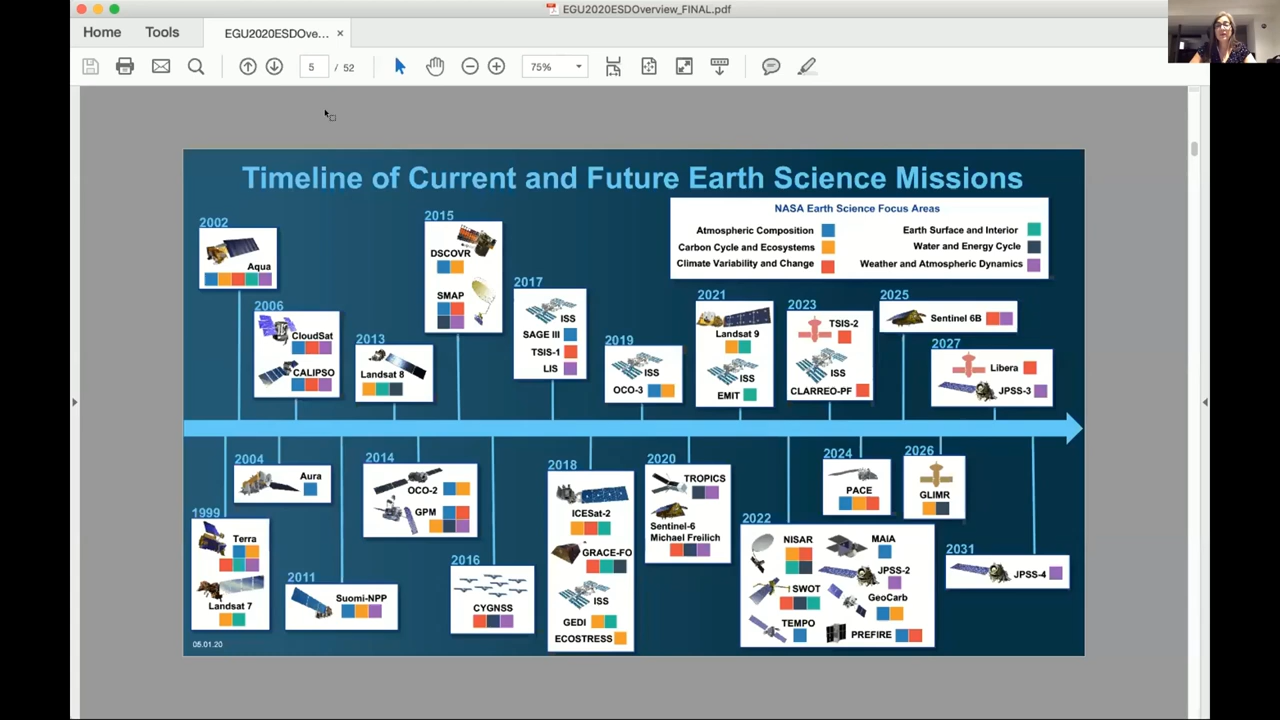 EGU2020ESDOverview_FINAL.pdf
Home
Tools
EGU2020ESDOve...
5 / 52
75%
Timeline of Current and Future Earth Science Missions
NASA Earth Science Focus Areas
Atmospheric Composition
Earth Surface and Interior
Carbon Cycle and Ecosystems
Water and Energy Cycle
Climate Variability and Change
Weather and Atmospheric Dynamics
2002
Aqua
2006
CloudSat
CALIPSO
2013
Landsat 8
2015
DSCOVR
SMAP
2017
ISS
SAGE III
TSIS-1
LIS
2019
ISS
OCO-3
2021
Landsat 9
ISS
EMIT
2023
TSIS-2
ISS
CLARREO-PF
2025
Sentinel 6B
2027
Libera
JPSS-3
1999
Terra
Landsat 7
2004
Aura
2011
Suomi-NPP
2014
OCO-2
GPM
2016
CYGNSS
2018
ICESat-2
GRACE-FO
ISS
GEDI
ECOSTRESS
2020
TROPICS
Sentinel-6
Michael Freilich
2022
NISAR
SWOT
TEMPO
MAIA
JPSS-2
GeoCarb
PREFIRE
2024
PACE
2026
GLIMR
2031
JPSS-4
05.01.20